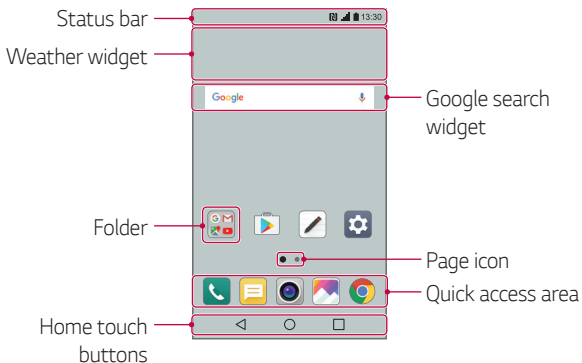 Status bar
13:30
Weather widget
Google
Google search
widget
Folder
G M
Page icon
Quick access area
Home touch
buttons